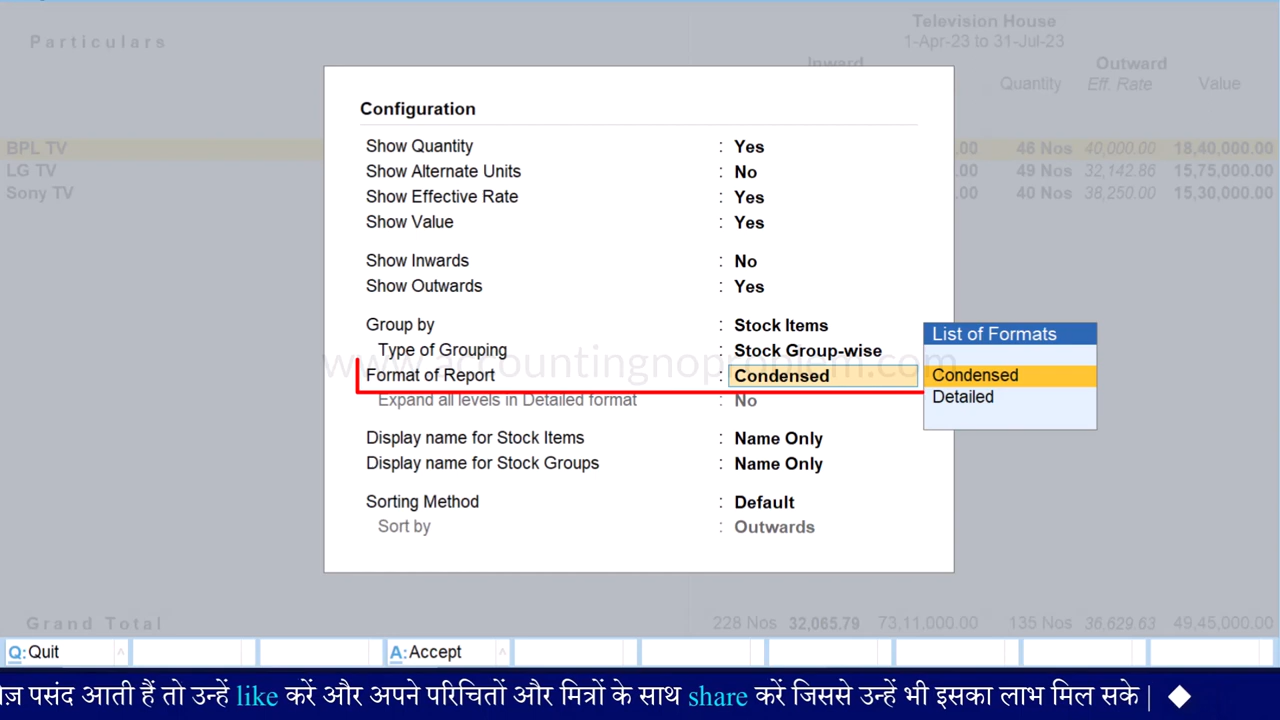 Television House
Particulars
1-Apr-23 to 31-Jul-23
Inward Outward
Quantity Eff. Rate Value
BPL TV .00 46 Nos 40,000.00 18,40,000.00
LG TV .00 49 Nos 32,142.86 15,75,000.00
Sony TV .00 40 Nos 38,250.00 15,30,000.00
Configuration
Show Quantity : Yes
Show Alternate Units : No
Show Effective Rate : Yes
Show Value : Yes
Show Inwards : No
Show Outwards : Yes
Group by : Stock Items
Type of Grouping : Stock Group-wise
Format of Report : Condensed
Expand all levels in Detailed format : No
Display name for Stock Items : Name Only
Display name for Stock Groups : Name Only
Sorting Method : Default
Sort by : Outwards
List of Formats
Condensed
Detailed
www.accountingnoproblem.com
Grand Total 228 Nos 32,065.79 73,11,000.00 135 Nos 36,629.63 49,45,000.00
Q:Quit A:Accept
पसंद आती हैं तो उन्हें like करें और अपने परिचितों और मित्रों के साथ share करें जिससे उन्हें भी इसका लाभ मिल सके | ◆